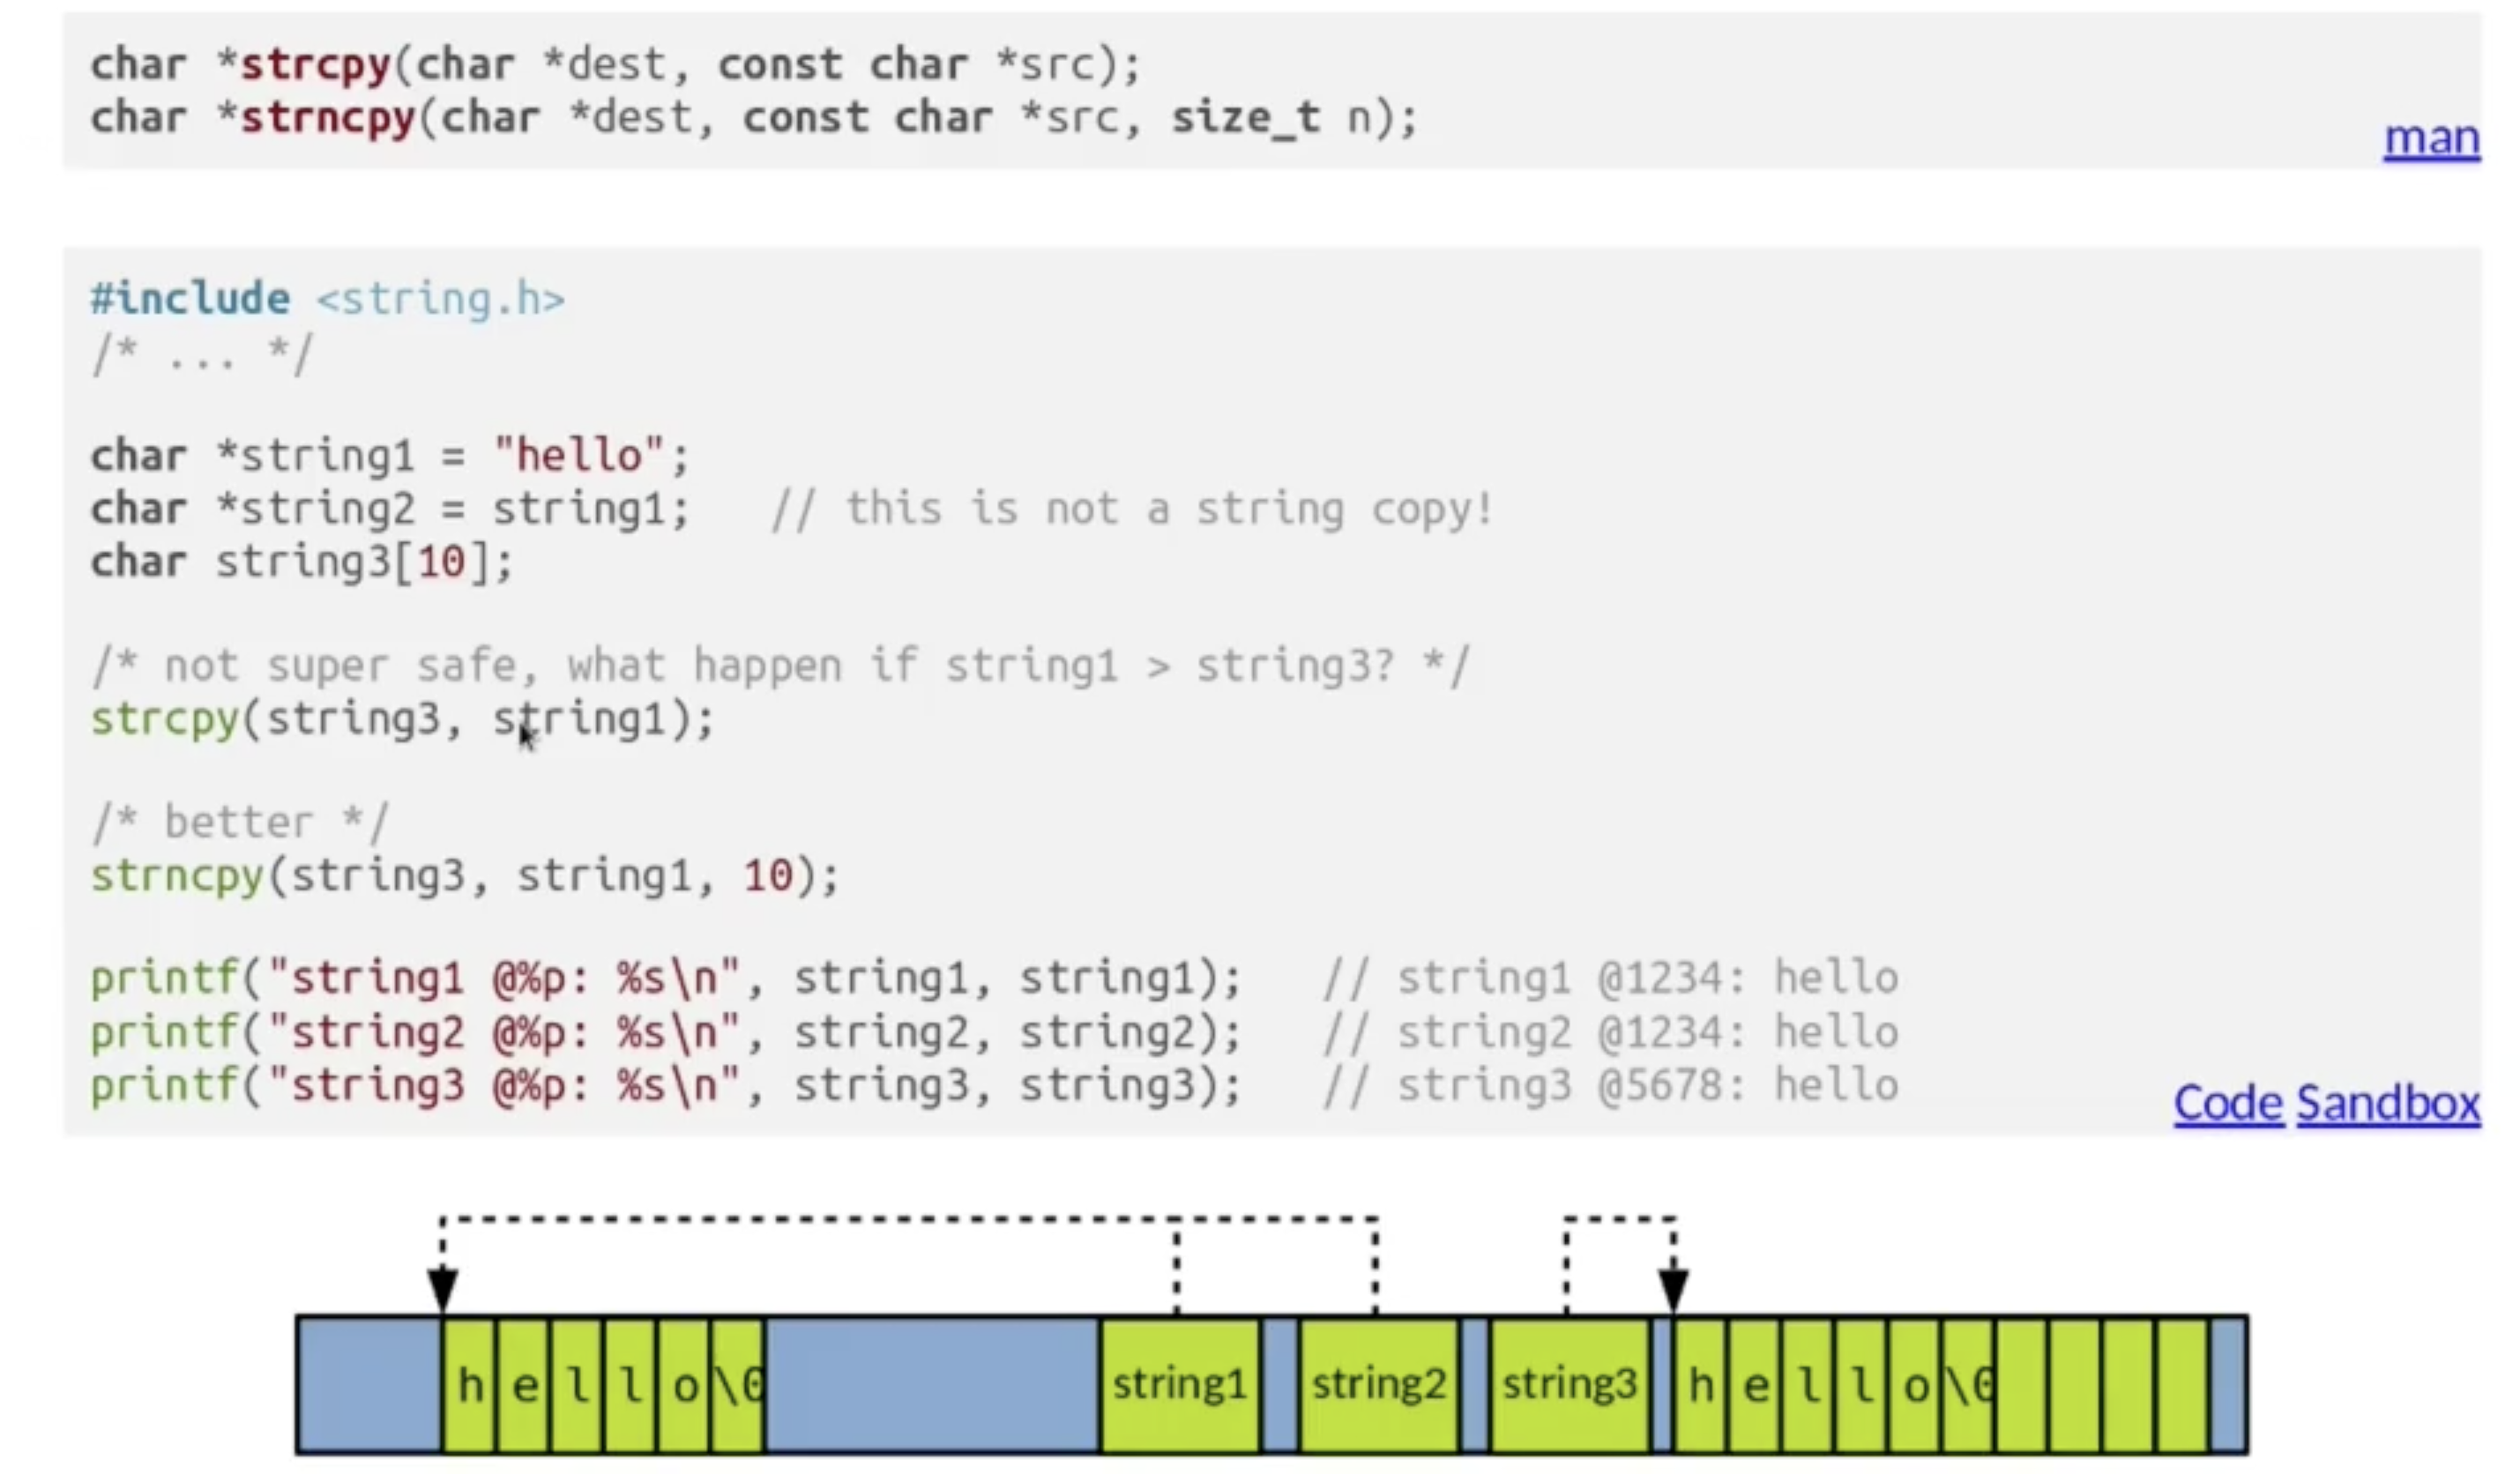 char *strcpy(char *dest, const char *src);
char *strncpy(char *dest, const char *src, size_t n);
man
#include <string.h>
/* ... */
char *string1 = "hello";
char *string2 = string1;   // this is not a string copy!
char string3[10];
/* not super safe, what happen if string1 > string3? */
strcpy(string3, string1);
/* better */
strncpy(string3, string1, 10);
printf("string1 @%p: %s\n", string1, string1);   // string1 @1234: hello
printf("string2 @%p: %s\n", string2, string2);   // string2 @1234: hello
printf("string3 @%p: %s\n", string3, string3);   // string3 @5678: hello
Code Sandbox
h e l l o \0 string1 string2 string3 h e l l o \0